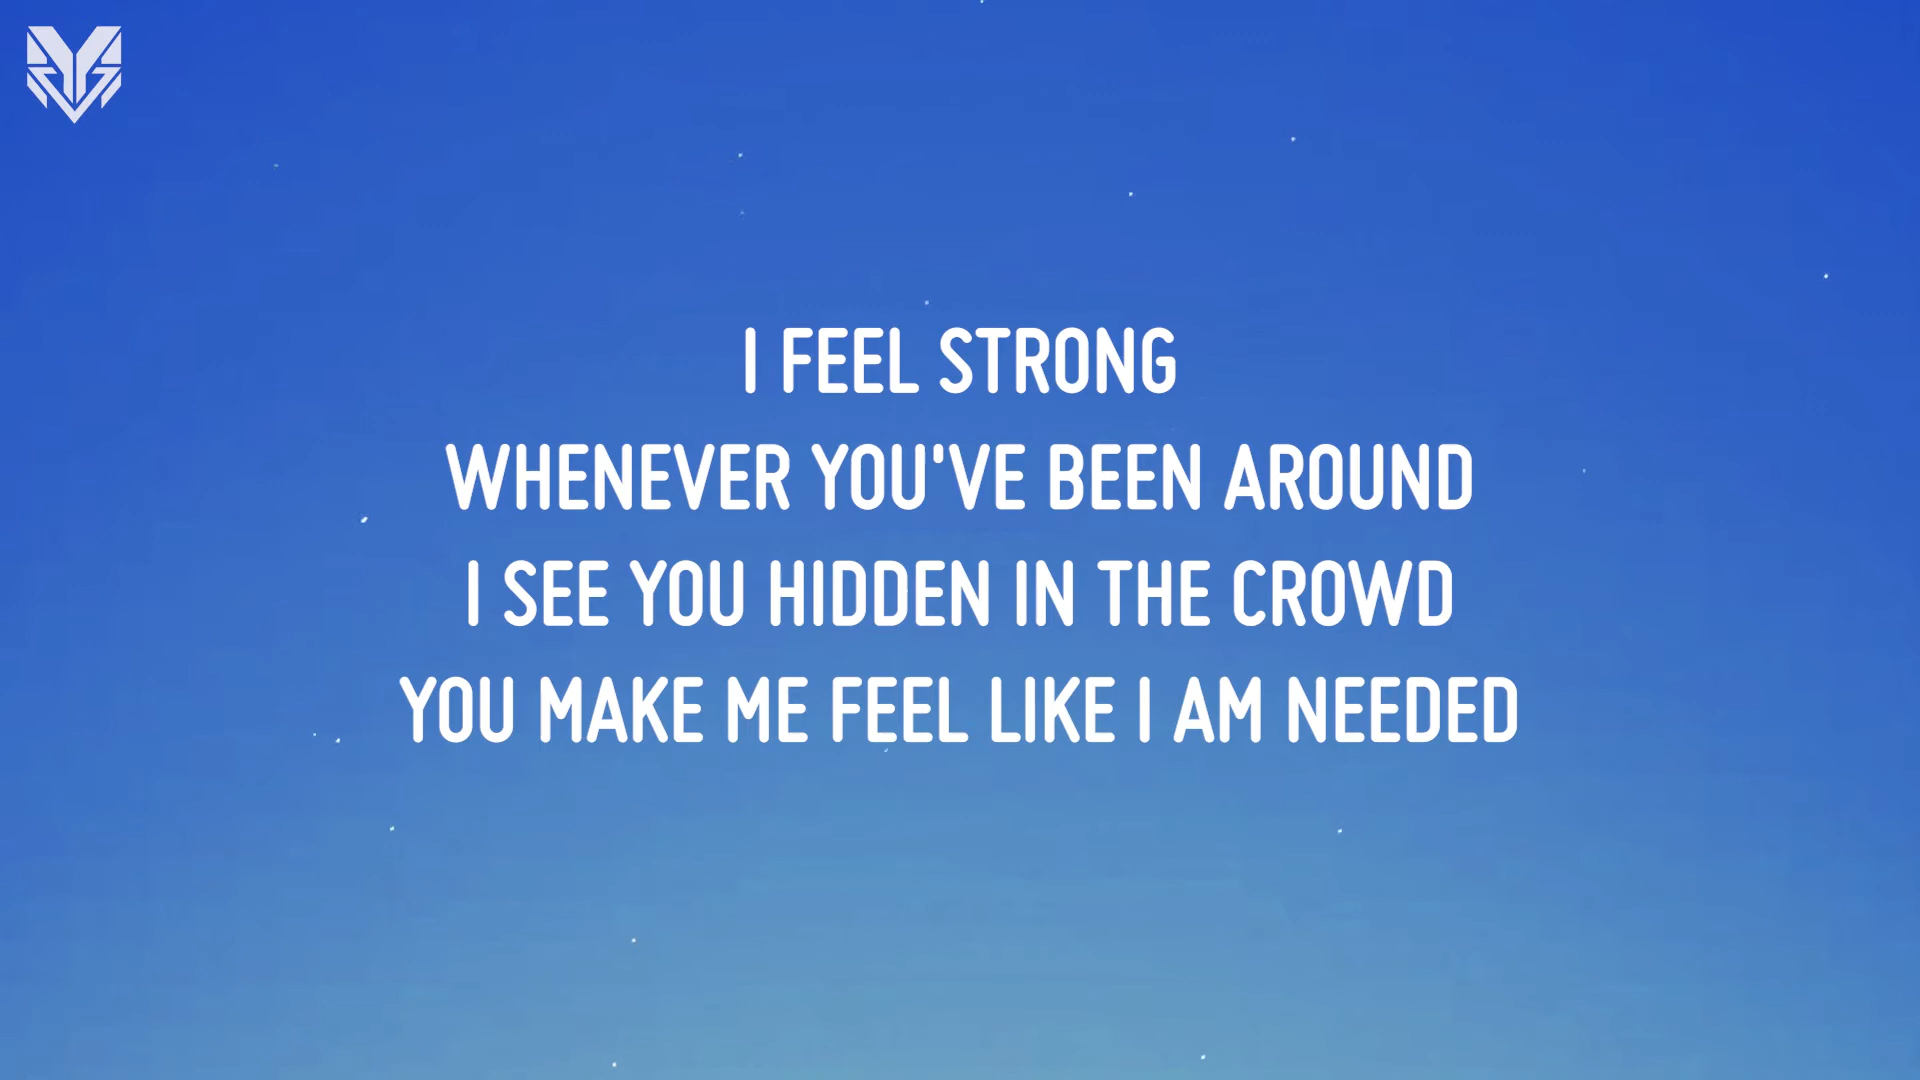 I FEEL STRONG
WHENEVER YOU'VE BEEN AROUND
I SEE YOU HIDDEN IN THE CROWD
YOU MAKE ME FEEL LIKE I AM NEEDED